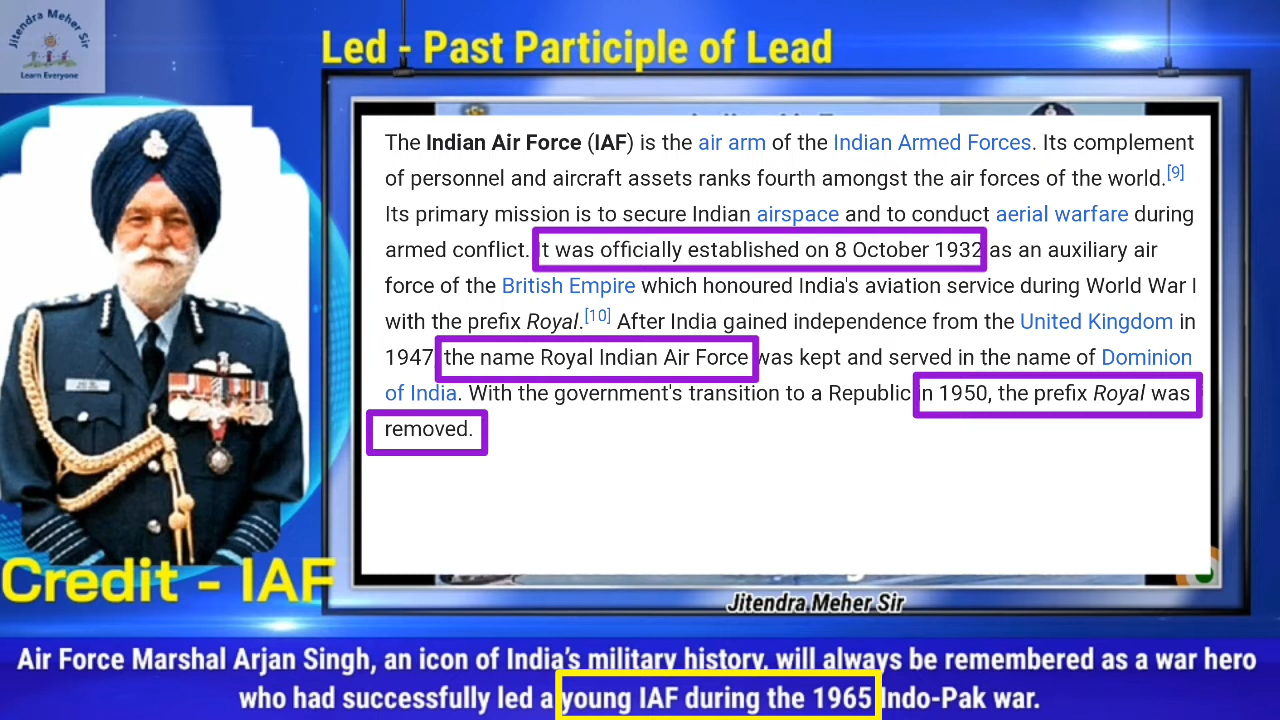 Jitendra Meher Sir
Learn Everyone
Led - Past Participle of Lead
The Indian Air Force (IAF) is the air arm of the Indian Armed Forces. Its complement
of personnel and aircraft assets ranks fourth amongst the air forces of the world.[9]
Its primary mission is to secure Indian airspace and to conduct aerial warfare during
armed conflict. It was officially established on 8 October 1932 as an auxiliary air
force of the British Empire which honoured India's aviation service during World War I
with the prefix Royal.[10] After India gained independence from the United Kingdom in
1947, the name Royal Indian Air Force was kept and served in the name of Dominion
of India. With the government's transition to a Republic in 1950, the prefix Royal was
removed.
Credit - IAF
Jitendra Meher Sir
Air Force Marshal Arjan Singh, an icon of India's military history, will always be remembered as a war hero
who had successfully led a young IAF during the 1965 Indo-Pak war.